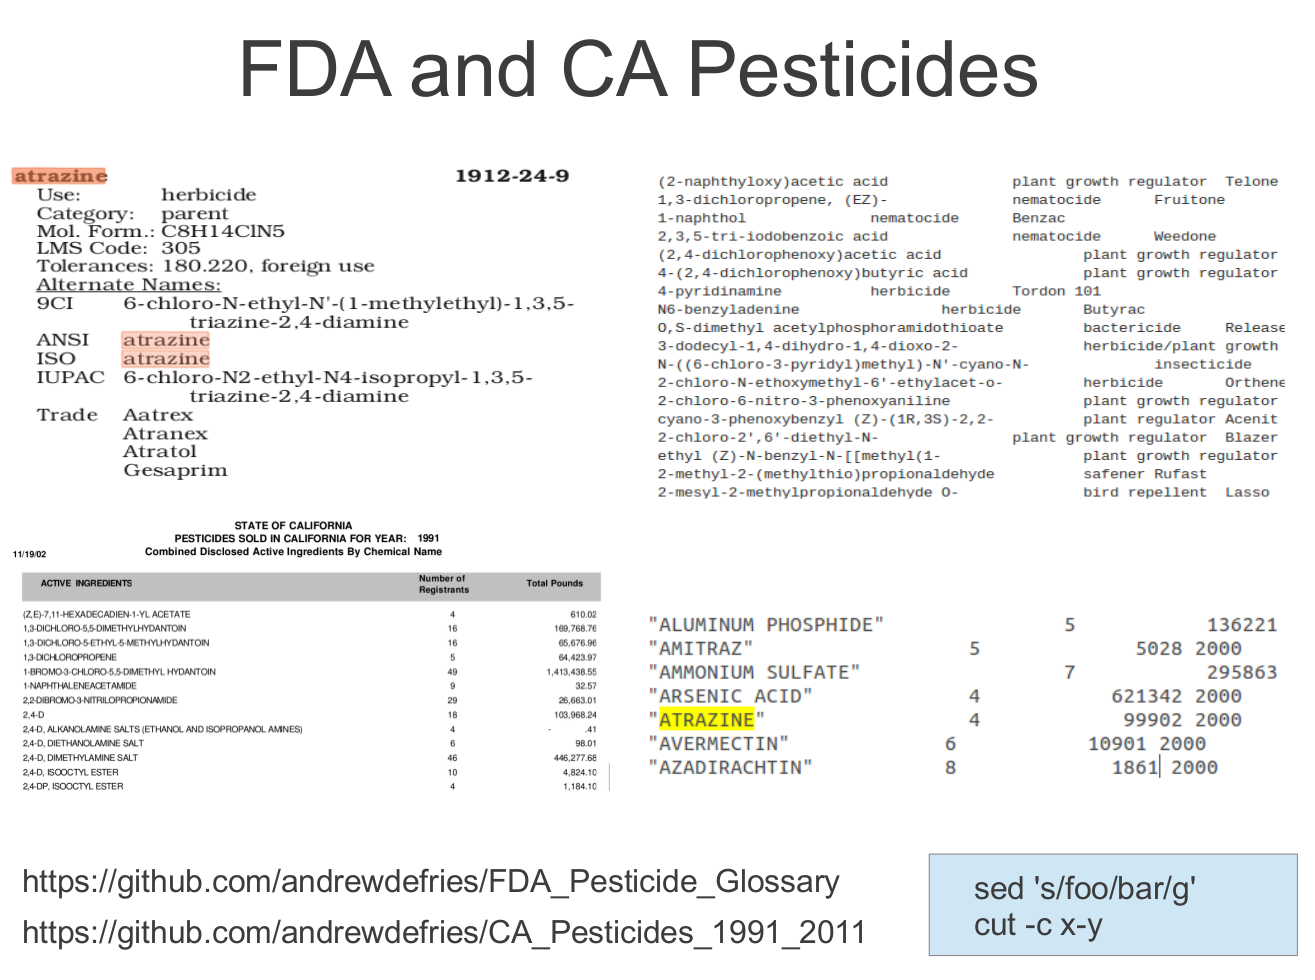 FDA and CA Pesticides
atrazine 1912-24-9
Use: herbicide
Category: parent
Mol. Form.: C8H14ClN5
LMS Code: 305
Tolerances: 180.220, foreign use
Alternate Names:
9CI 6-chloro-N-ethyl-N'-(1-methylethyl)-1,3,5-
triazine-2,4-diamine
ANSI atrazine
ISO atrazine
IUPAC 6-chloro-N2-ethyl-N4-isopropyl-1,3,5-
triazine-2,4-diamine
Trade Aatrex
Atranex
Atratol
Gesaprim
(2-naphthyloxy)acetic acid plant growth regulator Telone
1,3-dichloropropene, (EZ)- nematocide Fruitone
1-naphthol nematocide Benzac
2,3,5-tri-iodobenzoic acid nematocide Weedone
(2,4-dichlorophenoxy)acetic acid plant growth regulator
4-(2,4-dichlorophenoxy)butyric acid plant growth regulator
4-pyridinamine herbicide Tordon 101
N6-benzyladenine herbicide Butyrac
O,S-dimethyl acetylphosphoramidothioate bactericide Release
3-dodecyl-1,4-dihydro-1,4-dioxo-2- herbicide/plant growth
N-((6-chloro-3-pyridyl)methyl)-N'-cyano-N- insecticide
2-chloro-N-ethoxymethyl-6'-ethylacet-o- herbicide Orthene
2-chloro-6-nitro-3-phenoxyaniline plant growth regulator
cyano-3-phenoxybenzyl (Z)-(1R,3S)-2,2- plant regulator Acenit
2-chloro-2',6'-diethyl-N- plant growth regulator Blazer
ethyl (Z)-N-benzyl-N-[[methyl(1- plant growth regulator
2-methyl-2-(methylthio)propionaldehyde safener Rufast
2-mesyl-2-methylpropionaldehyde O- bird repellent Lasso
STATE OF CALIFORNIA
PESTICIDES SOLD IN CALIFORNIA FOR YEAR: 1991
11/19/02 Combined Disclosed Active Ingredients By Chemical Name
ACTIVE INGREDIENTS Number of Registrants Total Pounds
(Z,E)-7,11-HEXADECADIEN-1-YL ACETATE 4 610.02
1,3-DICHLORO-5,5-DIMETHYLHYDANTOIN 16 169,768.76
1,3-DICHLORO-5-ETHYL-5-METHYLHYDANTOIN 16 65,676.96
1,3-DICHLOROPROPENE 5 64,423.97
1-BROMO-3-CHLORO-5,5-DIMETHYL HYDANTOIN 49 1,413,438.55
1-NAPHTHALENEACETAMIDE 9 32.57
2,2-DIBROMO-3-NITRILOPROPIONAMIDE 29 26,663.01
2,4-D 18 103,968.24
2,4-D, ALKANOLAMINE SALTS (ETHANOL AND ISOPROPANOL AMINES) 4 - .41
2,4-D, DIETHANOLAMINE SALT 6 98.01
2,4-D, DIMETHYLAMINE SALT 46 446,277.68
2,4-D, ISOOCTYL ESTER 10 4,824.10
2,4-DP, ISOOCTYL ESTER 4 1,184.10
"ALUMINUM PHOSPHIDE" 5 136221
"AMITRAZ" 5 5028 2000
"AMMONIUM SULFATE" 7 295863
"ARSENIC ACID" 4 621342 2000
"ATRAZINE" 4 99902 2000
"AVERMECTIN" 6 10901 2000
"AZADIRACHTIN" 8 1861 2000
https://github.com/andrewdefries/FDA_Pesticide_Glossary
https://github.com/andrewdefries/CA_Pesticides_1991_2011
sed 's/foo/bar/g'
cut -c x-y